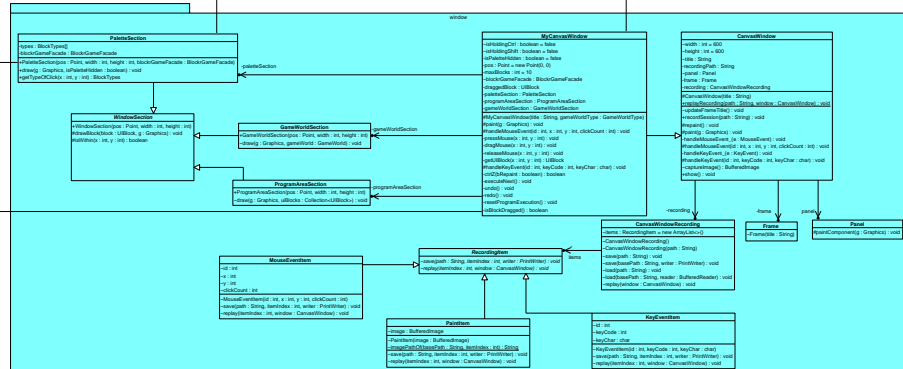 window
PaletteSection
-types : BlockTypes[]
-blockrGameFacade : BlockrGameFacade
+PaletteSection(pos : Point, width : int, height : int, blockrGameFacade : BlockrGameFacade)
+draw(g : Graphics, isPaletteHidden : boolean) : void
+getTypeOfClick(x : int, y : int) : BlockTypes
WindowSection
+WindowSection(pos : Point, width : int, height : int)
#drawBlock(block : UIBlock, g : Graphics) : void
#isWithin(x : int, y : int) : boolean
GameWorldSection
+GameWorldSection(pos : Point, width : int, height : int)
~draw(g : Graphics, gameWorld : GameWorld) : void
ProgramAreaSection
+ProgramAreaSection(pos : Point, width : int, height : int)
~draw(g : Graphics, uiBlocks : Collection<UIBlock>) : void
-paletteSection
-gameWorldSection
-programAreaSection
MyCanvasWindow
-isHoldingCtrl : boolean = false
-isHoldingShift : boolean = false
-isPaletteHidden : boolean = false
-pos : Point = new Point(0, 0)
-maxBlocks : int = 10
-blockrGameFacade : BlockrGameFacade
-draggedBlock : UIBlock
-paletteSection : PaletteSection
-programAreaSection : ProgramAreaSection
-gameWorldSection : GameWorldSection
#MyCanvasWindow(title : String, gameWorldType : GameWorldType)
#paint(g : Graphics) : void
#handleMouseEvent(id : int, x : int, y : int, clickCount : int) : void
-pressMouse(x : int, y : int) : void
-dragMouse(x : int, y : int) : void
-releaseMouse(x : int, y : int) : void
-getUIBlock(x : int, y : int) : UIBlock
#handleKeyEvent(id : int, keyCode : int, keyChar : char) : void
-ctrlZ(bRepaint : boolean) : boolean
-executeNext() : void
-undo() : void
-redo() : void
-resetProgramExecution() : void
-isBlockDragged() : boolean
CanvasWindow
~width : int = 600
~height : int = 600
~title : String
-recordingPath : String
-panel : Panel
-frame : Frame
-recording : CanvasWindowRecording
#CanvasWindow(title : String)
+replayRecording(path : String, window : CanvasWindow) : void
-updateFrameTitle() : void
+recordSession(path : String) : void
#repaint() : void
#paint(g : Graphics) : void
-handleMouseEvent_(e : MouseEvent) : void
#handleMouseEvent(id : int, x : int, y : int, clickCount : int) : void
-handleKeyEvent_(e : KeyEvent) : void
#handleKeyEvent(id : int, keyCode : int, keyChar : char) : void
~captureImage() : BufferedImage
+show() : void
-recording
-frame
panel
CanvasWindowRecording
~items : RecordingItem = new ArrayList<>()
~CanvasWindowRecording()
~CanvasWindowRecording(path : String)
~save(path : String) : void
~save(basePath : String, writer : PrintWriter) : void
~load(path : String) : void
~load(basePath : String, reader : BufferedReader) : void
~replay(window : CanvasWindow) : void
Frame
~Frame(title : String)
Panel
#paintComponent(g : Graphics) : void
items
RecordingItem
~save(path : String, itemIndex : int, writer : PrintWriter) : void
~replay(itemIndex : int, window : CanvasWindow) : void
MouseEventItem
~id : int
~x : int
~y : int
~clickCount : int
~MouseEventItem(id : int, x : int, y : int, clickCount : int)
~save(path : String, itemIndex : int, writer : PrintWriter) : void
~replay(itemIndex : int, window : CanvasWindow) : void
PaintItem
~image : BufferedImage
~PaintItem(image : BufferedImage)
~imagePathOf(basePath : String, itemIndex : int) : String
~save(path : String, itemIndex : int, writer : PrintWriter) : void
~replay(itemIndex : int, window : CanvasWindow) : void
KeyEventItem
~id : int
~keyCode : int
~keyChar : char
~KeyEventItem(id : int, keyCode : int, keyChar : char)
~save(path : String, itemIndex : int, writer : PrintWriter) : void
~replay(itemIndex : int, window : CanvasWindow) : void